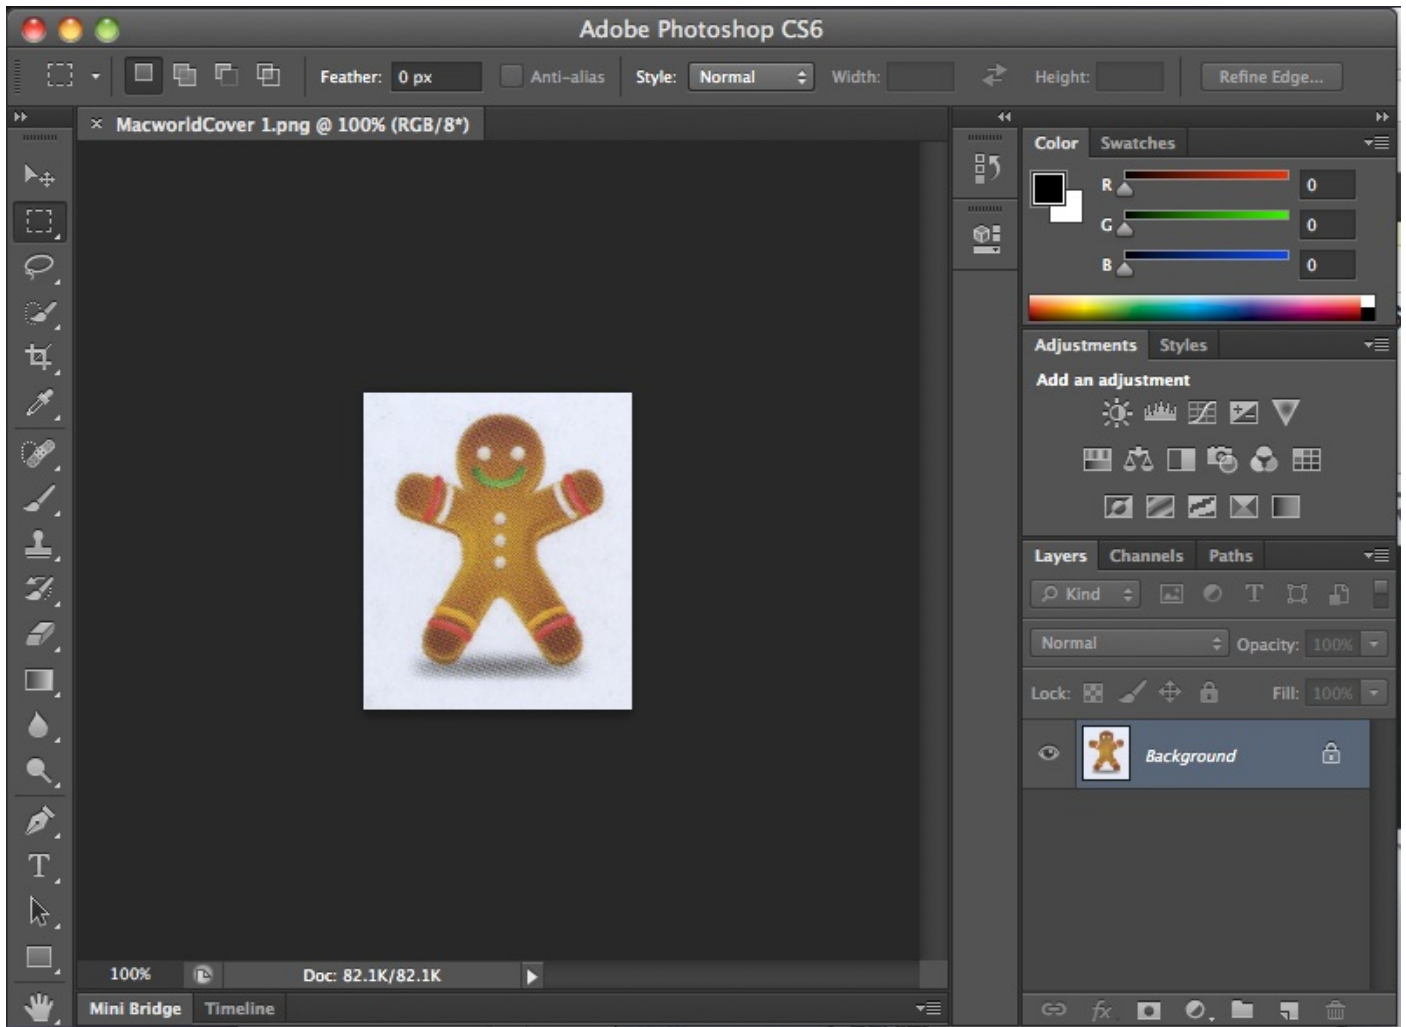 Adobe Photoshop CS6
Feather: 0 px Anti-alias Style: Normal Width: Height: Refine Edge...
× MacworldCover 1.png @ 100% (RGB/8*)
Color Swatches
R 0
G 0
B 0
Adjustments Styles
Add an adjustment
Layers Channels Paths
Kind
Normal Opacity: 100%
Lock: Fill: 100%
Background
100% Doc: 82.1K/82.1K
Mini Bridge Timeline
fx